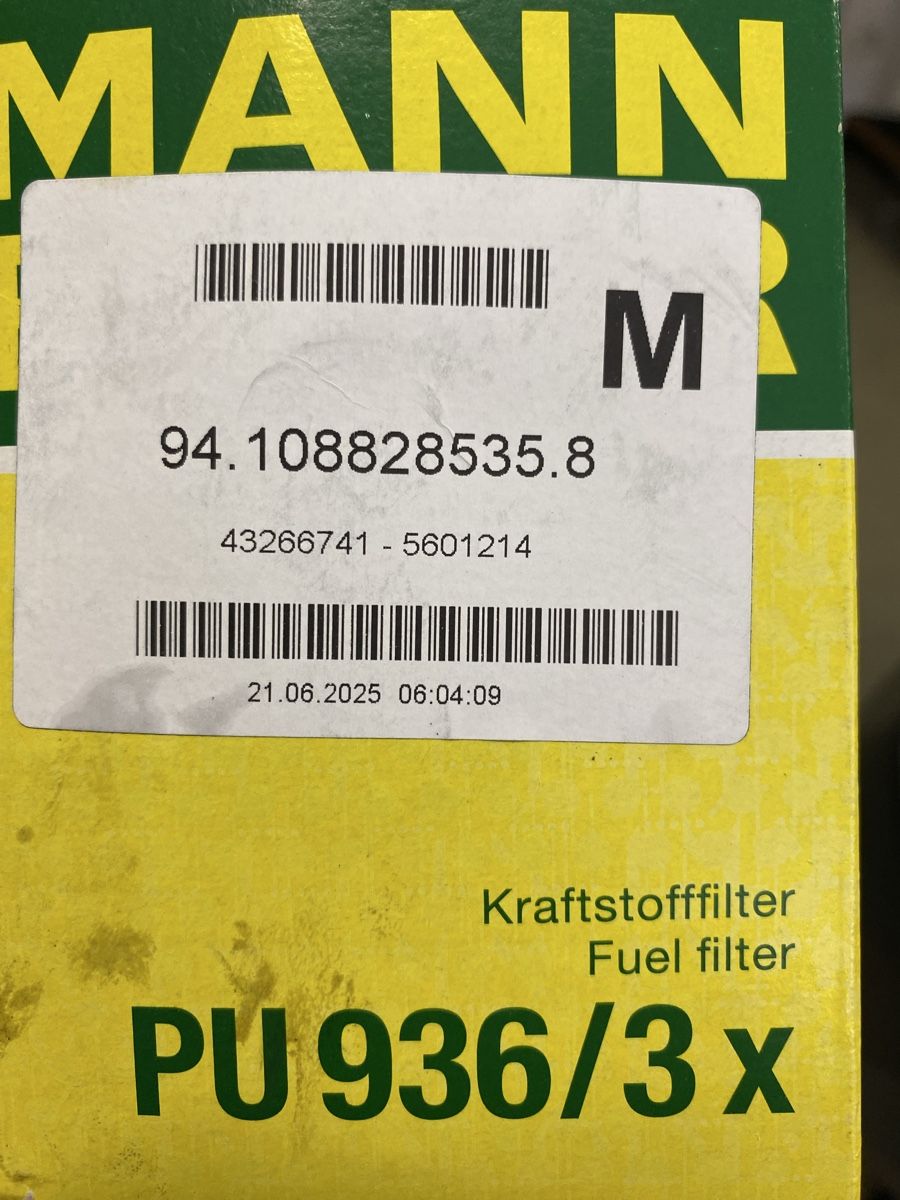 MANN
M
94.108828535.8
43266741 - 5601214
21.06.2025 06:04:09
Kraftstofffilter
Fuel filter
PU 936/3 x